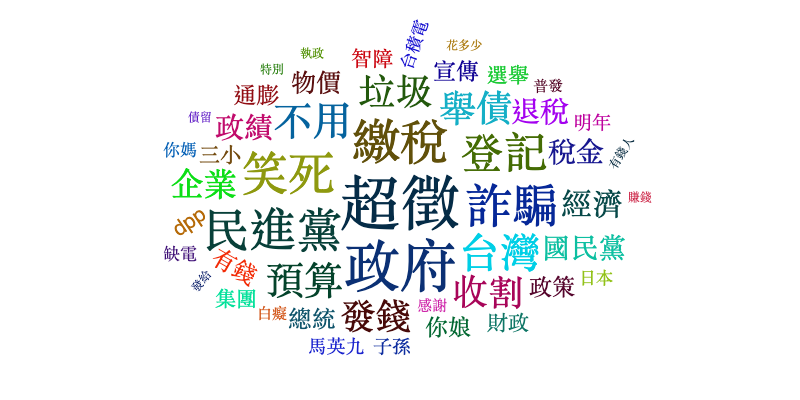 執政
智障
台積電
花多少
特別
物價
宣傳
選舉
通膨
垃圾
普發
債留
政績
不用
舉債
退稅
明年
你媽
三小
繳稅
登記
稅金
有錢人
企業
笑死
超徵
詐騙
經濟
賺錢
dpp
民進黨
政府
台灣
國民黨
缺電
有錢
預算
收割
政策
日本
發給
集團
白癡
總統
發錢
感謝
你娘
財政
馬英九
子孫